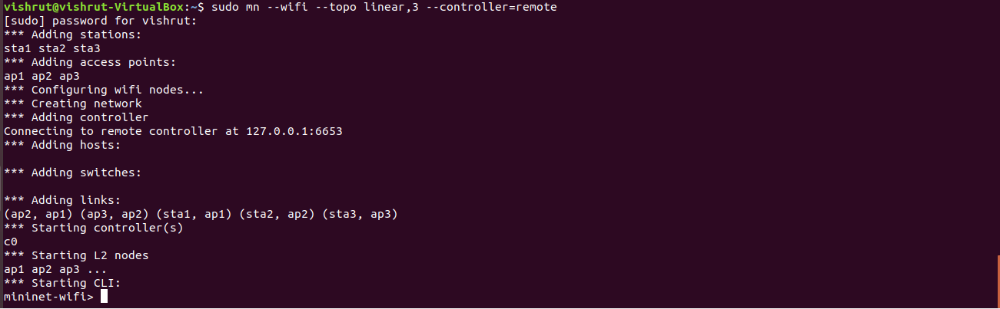 vishrut@vishrut-VirtualBox:~$ sudo mn --wifi --topo linear,3 --controller=remote
[sudo] password for vishrut:
*** Adding stations:
sta1 sta2 sta3
*** Adding access points:
ap1 ap2 ap3
*** Configuring wifi nodes...
*** Creating network
*** Adding controller
Connecting to remote controller at 127.0.0.1:6653
*** Adding hosts:
*** Adding switches:
*** Adding links:
(ap2, ap1) (ap3, ap2) (sta1, ap1) (sta2, ap2) (sta3, ap3)
*** Starting controller(s)
c0
*** Starting L2 nodes
ap1 ap2 ap3 ...
*** Starting CLI:
mininet-wifi>